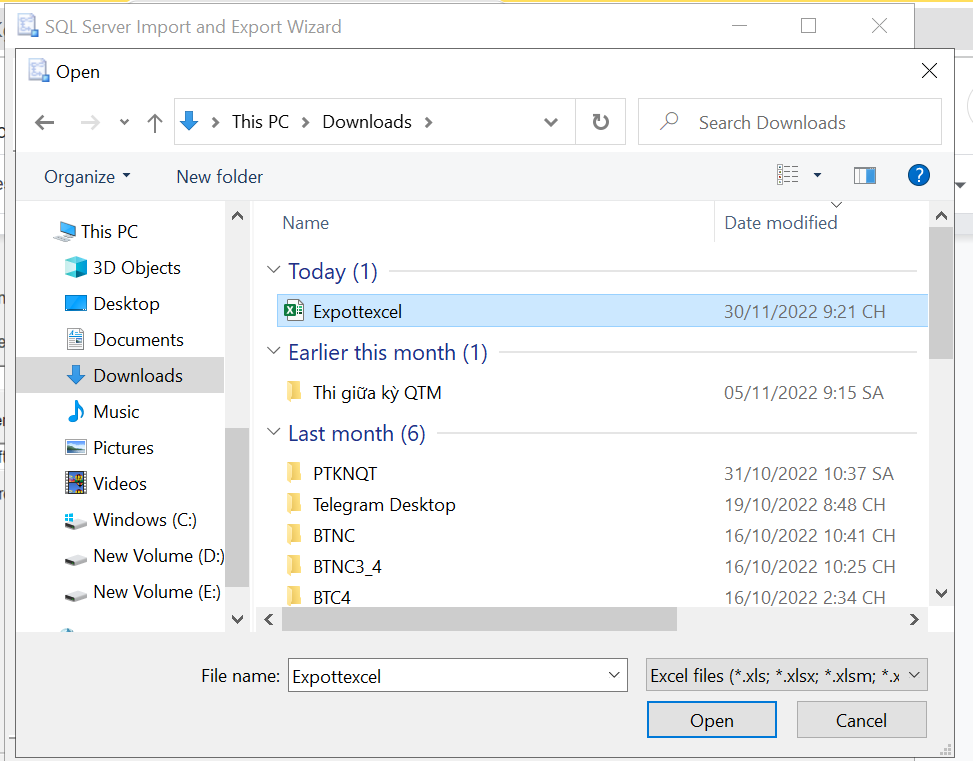 SQL Server Import and Export Wizard
Open
This PC > Downloads >
Search Downloads
Organize
New folder
?
This PC
3D Objects
Desktop
Documents
Downloads
Music
Pictures
Videos
Windows (C:)
New Volume (D:)
New Volume (E:)
Name Date modified
Today (1)
Expottexcel 30/11/2022 9:21 CH
Earlier this month (1)
Thi giữa kỳ QTM 05/11/2022 9:15 SA
Last month (6)
PTKNQT 31/10/2022 10:37 SA
Telegram Desktop 19/10/2022 8:48 CH
BTNC 16/10/2022 10:41 CH
BTNC3_4 16/10/2022 10:25 CH
BTC4 16/10/2022 2:34 CH
File name: Expottexcel
Excel files (*.xls; *.xlsx; *.xlsm; *.x
Open
Cancel